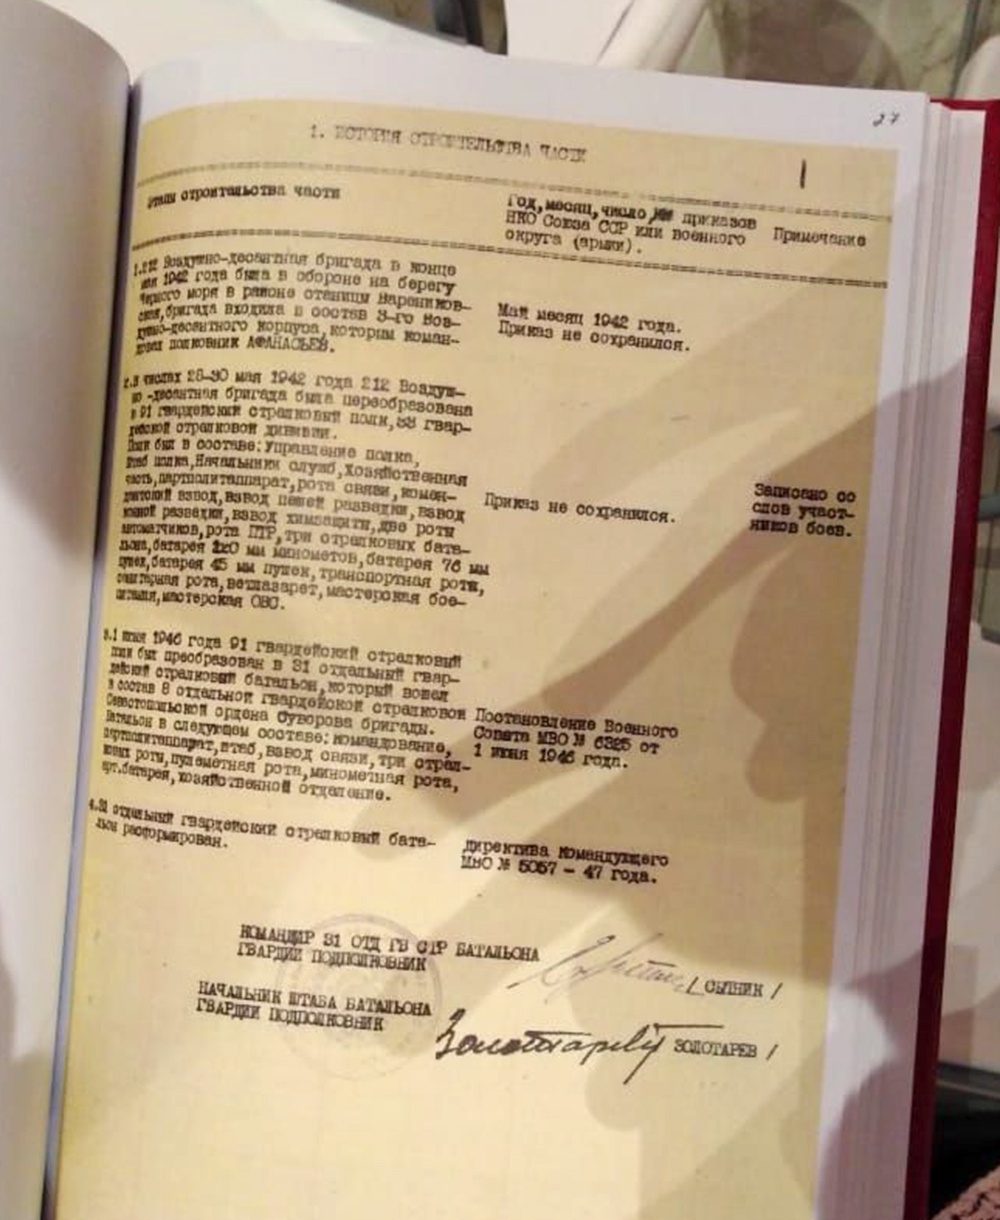 27
1. ИСТОРИЯ СТРОИТЕЛЬСТВА ЧАСТИ
Этапы строительства части
Год, месяц, число, №№ приказов
НКО Союза ССР или военного
округа (армии).
Примечание
1.212 Воздушно-десантная бригада в конце
мая 1942 года была в обороне на берегу
Черного моря в районе станицы Вареников-
ская, бригада входила в состав 3-го Воз-
душно-десантного корпуса, которым коман-
довал полковник АФАНАСЬЕВ.
Май месяц 1942 года.
Приказ не сохранился.
2.В числах 28-30 мая 1942 года 212 Воздуш-
но-десантная бригада была переобразована
в 91 гвардейский стрелковый полк, 33 гвар-
дейской стрелковой дивизии.
Полк был в составе: Управление полка,
Штаб полка, Начальники служб, Хозяйственная
часть, партполитаппарат, рота связи, комен-
дантский взвод, взвод пешей разведки, взвод
конной разведки, взвод химзащиты, две роты
автоматчиков, рота ПТР, три стрелковых бата-
льона, батарея 120 мм минометов, батарея 76 мм
пушек, батарея 45 мм пушек, транспортная рота,
санитарная рота, ветлазарет, мастерская бое-
питания, мастерская ОВС.
Приказ не сохранился.
Записано со
слов участ-
ников боев.
3.1 июня 1946 года 91 гвардейский стрелковый
полк был преобразован в 31 отдельный гвар-
дейский стрелковый батальон, который вошел
в состав 8 отдельной гвардейской стрелковой
Севастопольской ордена Суворова бригады.
Батальон в следующем составе: командование,
партполитаппарат, штаб, взвод связи, три стрел-
ковых роты, пулеметная рота, минометная рота,
арт.батарея, хозяйственной отделение.
Постановление Военного
Совета МВО № 6325 от
1 июня 1946 года.
4.31 отдельный гвардейский стрелковый бата-
льон расформирован.
Директива Командующего
МВО № 5057 - 47 года.
КОМАНДИР 31 ОТД ГВ СТР БАТАЛЬОНА
ГВАРДИИ ПОДПОЛКОВНИК
/ СЫТНИК /
НАЧАЛЬНИК ШТАБА БАТАЛЬОНА
ГВАРДИИ ПОДПОЛКОВНИК
Золотарев ЗОЛОТАРЕВ /